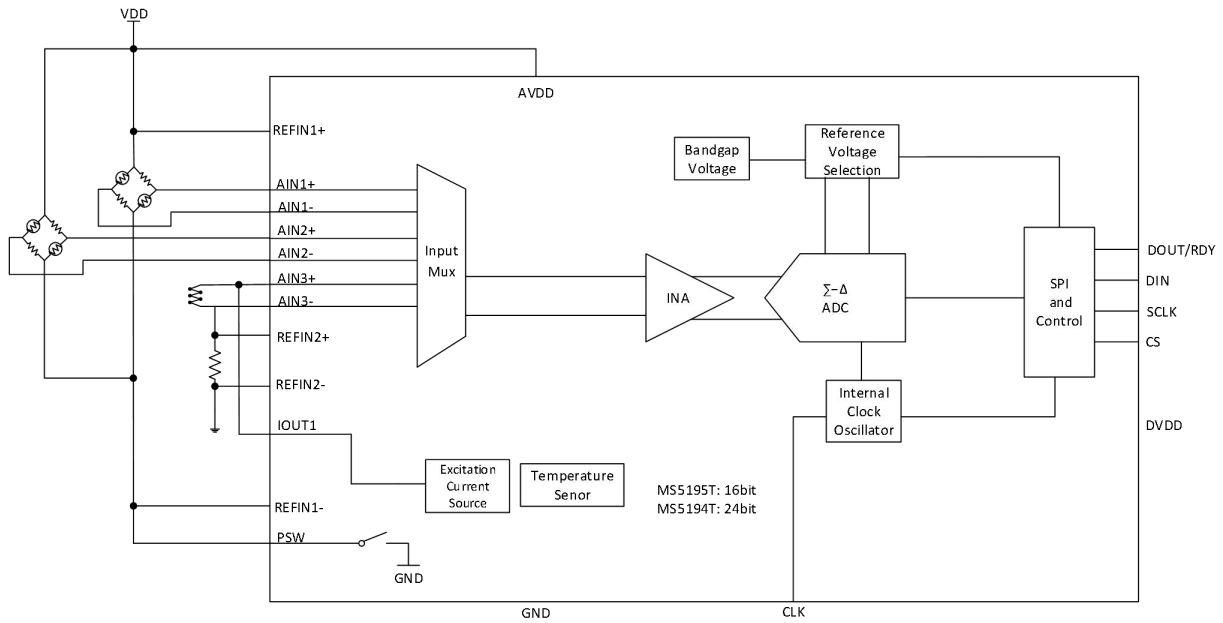 VDD
AVDD
REFIN1+
AIN1+
AIN1-
AIN2+
AIN2-
AIN3+
AIN3-
REFIN2+
REFIN2-
IOUT1
REFIN1-
PSW
GND
Input
Mux
INA
Bandgap
Voltage
Reference
Voltage
Selection
∑-Δ
ADC
Internal
Clock
Oscillator
SPI
and
Control
DOUT/RDY
DIN
SCLK
CS
DVDD
Excitation
Current
Source
Temperature
Senor
MS5195T: 16bit
MS5194T: 24bit
GND
CLK